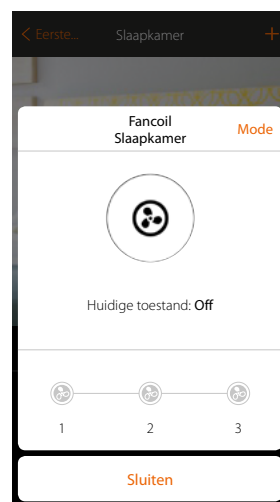 < Eerste... Slaapkamer +
Fancoil
Slaapkamer
Mode
Huidige toestand: Off
1 2 3
Sluiten